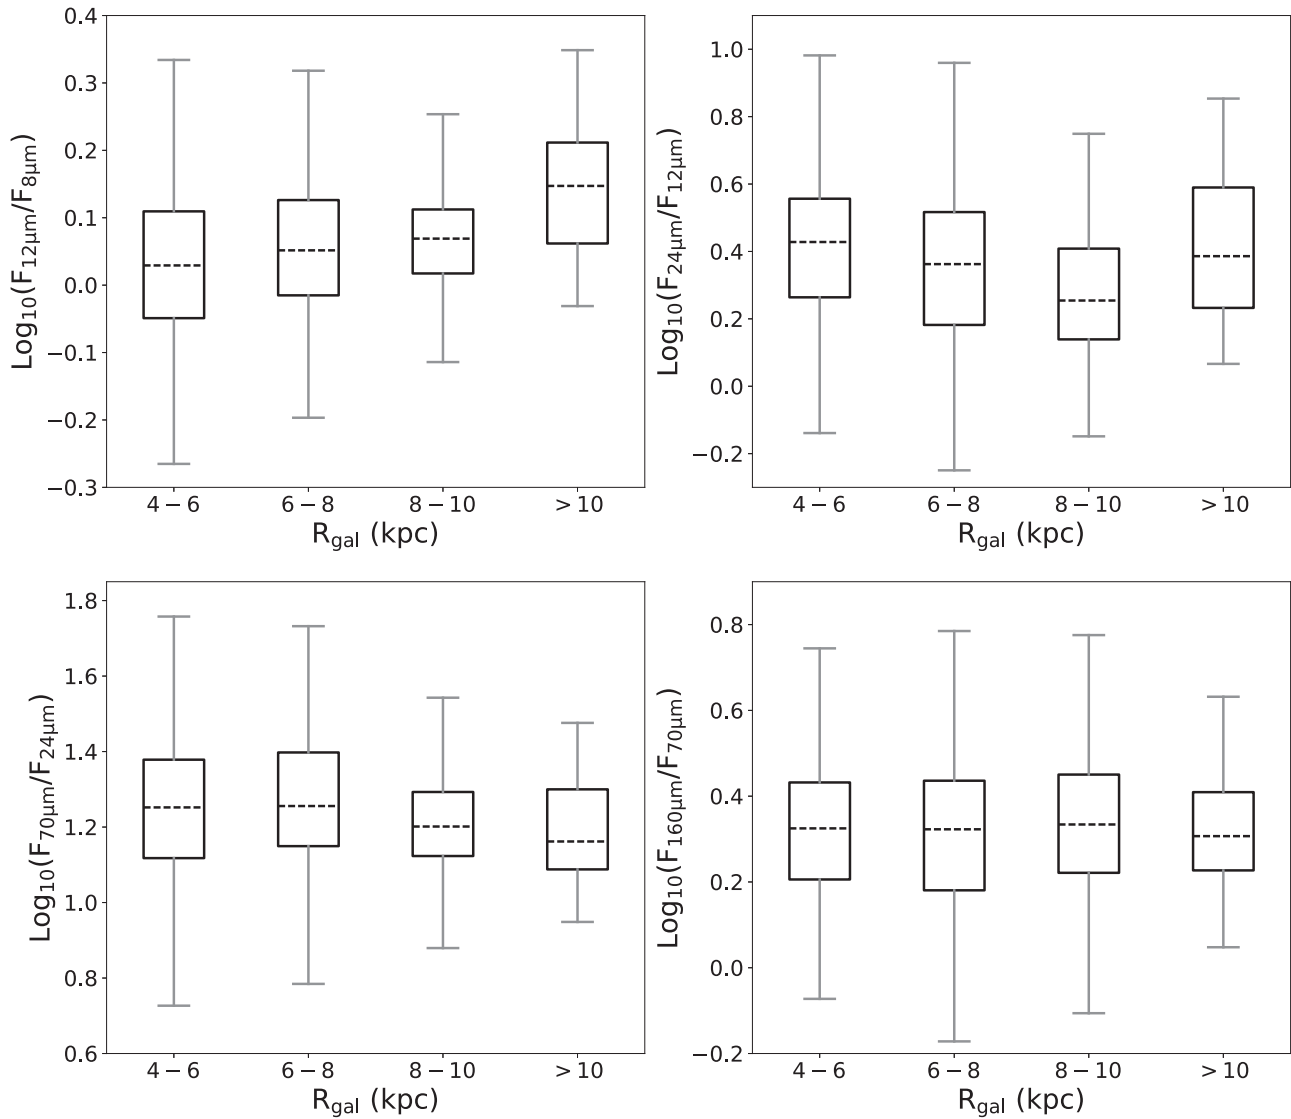 Log₁₀(F₁₂μm/F₈μm)
0.4
0.3
0.2
0.1
0.0
−0.1
−0.2
−0.3
4 − 6 6 − 8 8 − 10 > 10
R_gal (kpc)
Log₁₀(F₂₄μm/F₁₂μm)
1.0
0.8
0.6
0.4
0.2
0.0
−0.2
4 − 6 6 − 8 8 − 10 > 10
R_gal (kpc)
Log₁₀(F₇₀μm/F₂₄μm)
1.8
1.6
1.4
1.2
1.0
0.8
0.6
4 − 6 6 − 8 8 − 10 > 10
R_gal (kpc)
Log₁₀(F₁₆₀μm/F₇₀μm)
0.8
0.6
0.4
0.2
0.0
−0.2
4 − 6 6 − 8 8 − 10 > 10
R_gal (kpc)